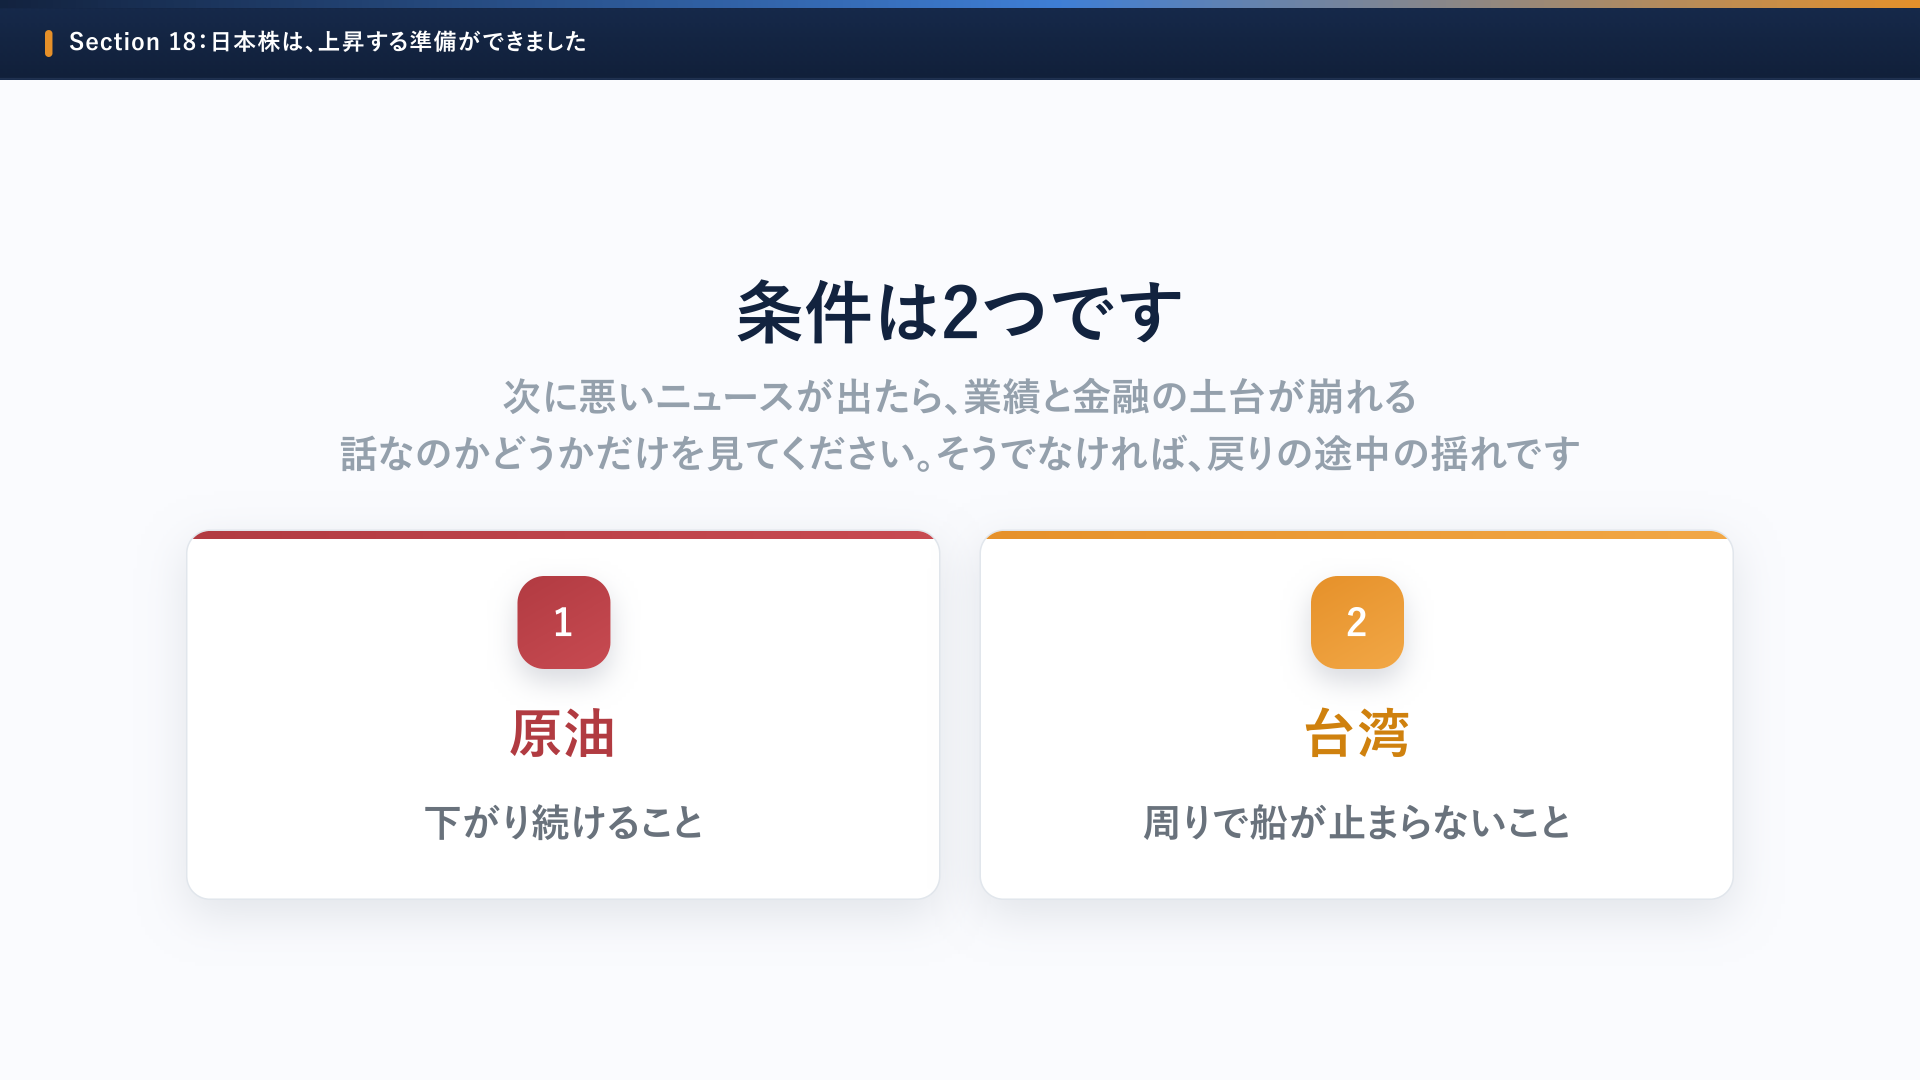 Section 18：日本株は、上昇する準備ができました
条件は2つです
次に悪いニュースが出たら、業績と金融の土台が崩れる
話なのかどうかだけを見てください。そうでなければ、戻りの途中の揺れです
1
原油
下がり続けること
2
台湾
周りで船が止まらないこと